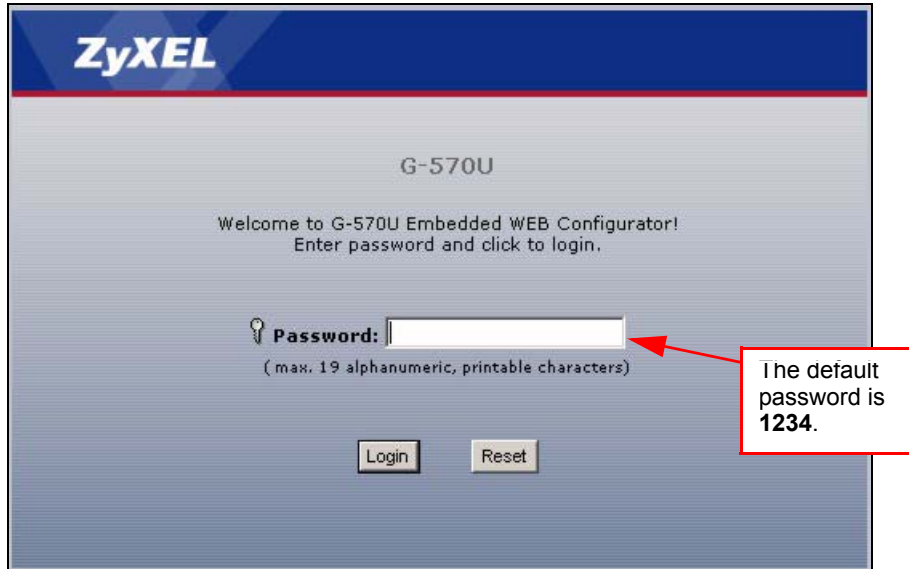 ZyXEL
G-570U
Welcome to G-570U Embedded WEB Configurator!
Enter password and click to login.
Password:
( max. 19 alphanumeric, printable characters)
The default
password is
1234.
Login Reset